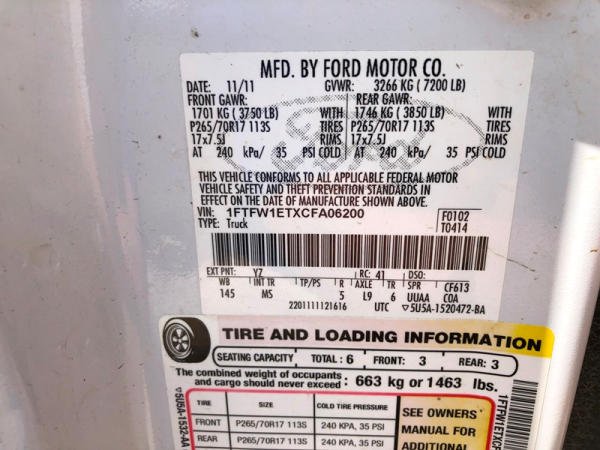 MFD. BY FORD MOTOR CO.
DATE: 11/11 GVWR: 3266 KG (7200 LB)
FRONT GAWR: REAR GAWR:
1701 KG (3750 LB) WITH 1746 KG (3850 LB) WITH
P265/70R17 113S TIRES P265/70R17 113S TIRES
17x7.5J RIMS 17x7.5J RIMS
AT 240 kPa/ 35 PSI COLD AT 240 kPa/ 35 PSI COLD
THIS VEHICLE CONFORMS TO ALL APPLICABLE FEDERAL MOTOR
VEHICLE SAFETY AND THEFT PREVENTION STANDARDS IN
EFFECT ON THE DATE OF MANUFACTURE SHOWN ABOVE.
VIN: 1FTFW1ETXCFA06200 F0102
TYPE: Truck T0414
EXT PNT: YZ RC: 41 DSO:
WB INT TR TP/PS R AXLE TR SPR CF613
145 MS 5 L9 6 UUAA COA
2201111121616 UTC ▽5U5A-1520472-BA
TIRE AND LOADING INFORMATION
SEATING CAPACITY TOTAL: 6 FRONT: 3 REAR: 3
The combined weight of occupants
and cargo should never exceed: 663 kg or 1463 lbs.
TIRE SIZE COLD TIRE PRESSURE SEE OWNERS
FRONT P265/70R17 113S 240 KPA, 35 PSI MANUAL FOR
REAR P265/70R17 113S 240 KPA, 35 PSI ADDITIONAL
▽5U5A-1532-AA
1FTFW1ETXCF